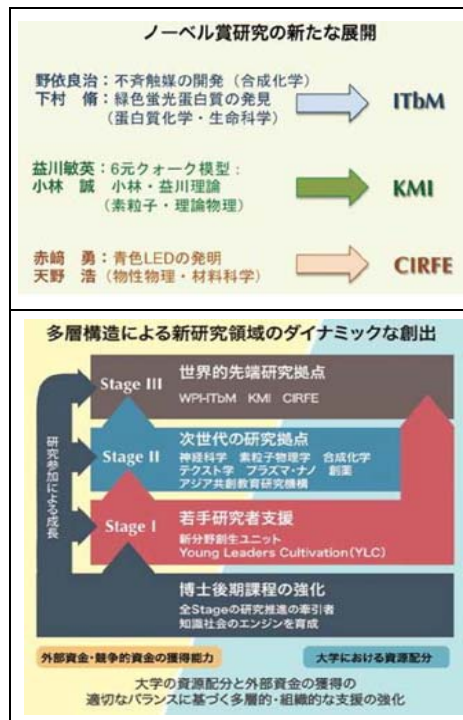 ノーベル賞研究の新たな展開
野依良治：不斉触媒の開発（合成化学）
下村　脩：緑色蛍光蛋白質の発見
（蛋白質化学・生命科学）
ITbM
益川敏英：6元クォーク模型：
小林　誠　小林・益川理論
（素粒子・理論物理）
KMI
赤﨑　勇：青色LEDの発明
天野　浩（物性物理・材料科学）
CIRFE
多層構造による新研究領域のダイナミックな創出
研究参加による成長
Stage III
世界的先端研究拠点
WPI-ITbM KMI CIRFE
Stage II
次世代の研究拠点
神経科学　素粒子物理学　合成化学
テクスト学　プラズマ・ナノ　創薬
アジア共創教育研究機構
Stage I
若手研究者支援
新分野創生ユニット
Young Leaders Cultivation（YLC）
博士後期課程の強化
全Stageの研究推進の牽引者
知識社会のエンジンを育成
外部資金・競争的資金の獲得能力
大学における資源配分
大学の資源配分と外部資金の獲得の
適切なバランスに基づく多層的・組織的な支援の強化